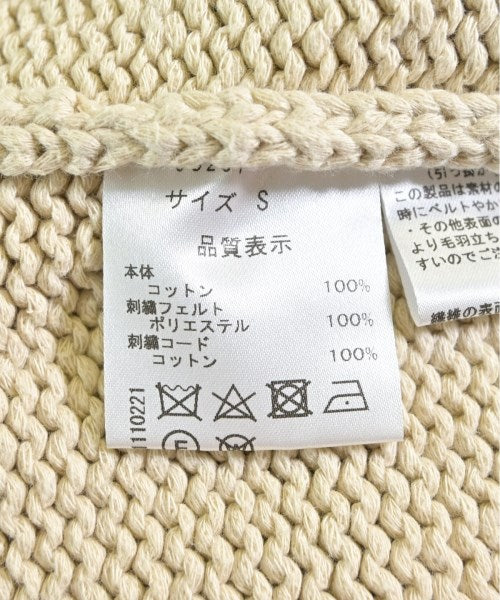 サイズ S
品質表示
本体
コットン 100%
刺繍フェルト
ポリエステル 100%
刺繍コード
コットン 100%
1110221
この製品は素材
時にベルトやか
・その他表面の
より毛羽立ち
すいのでご注
繊維の表面